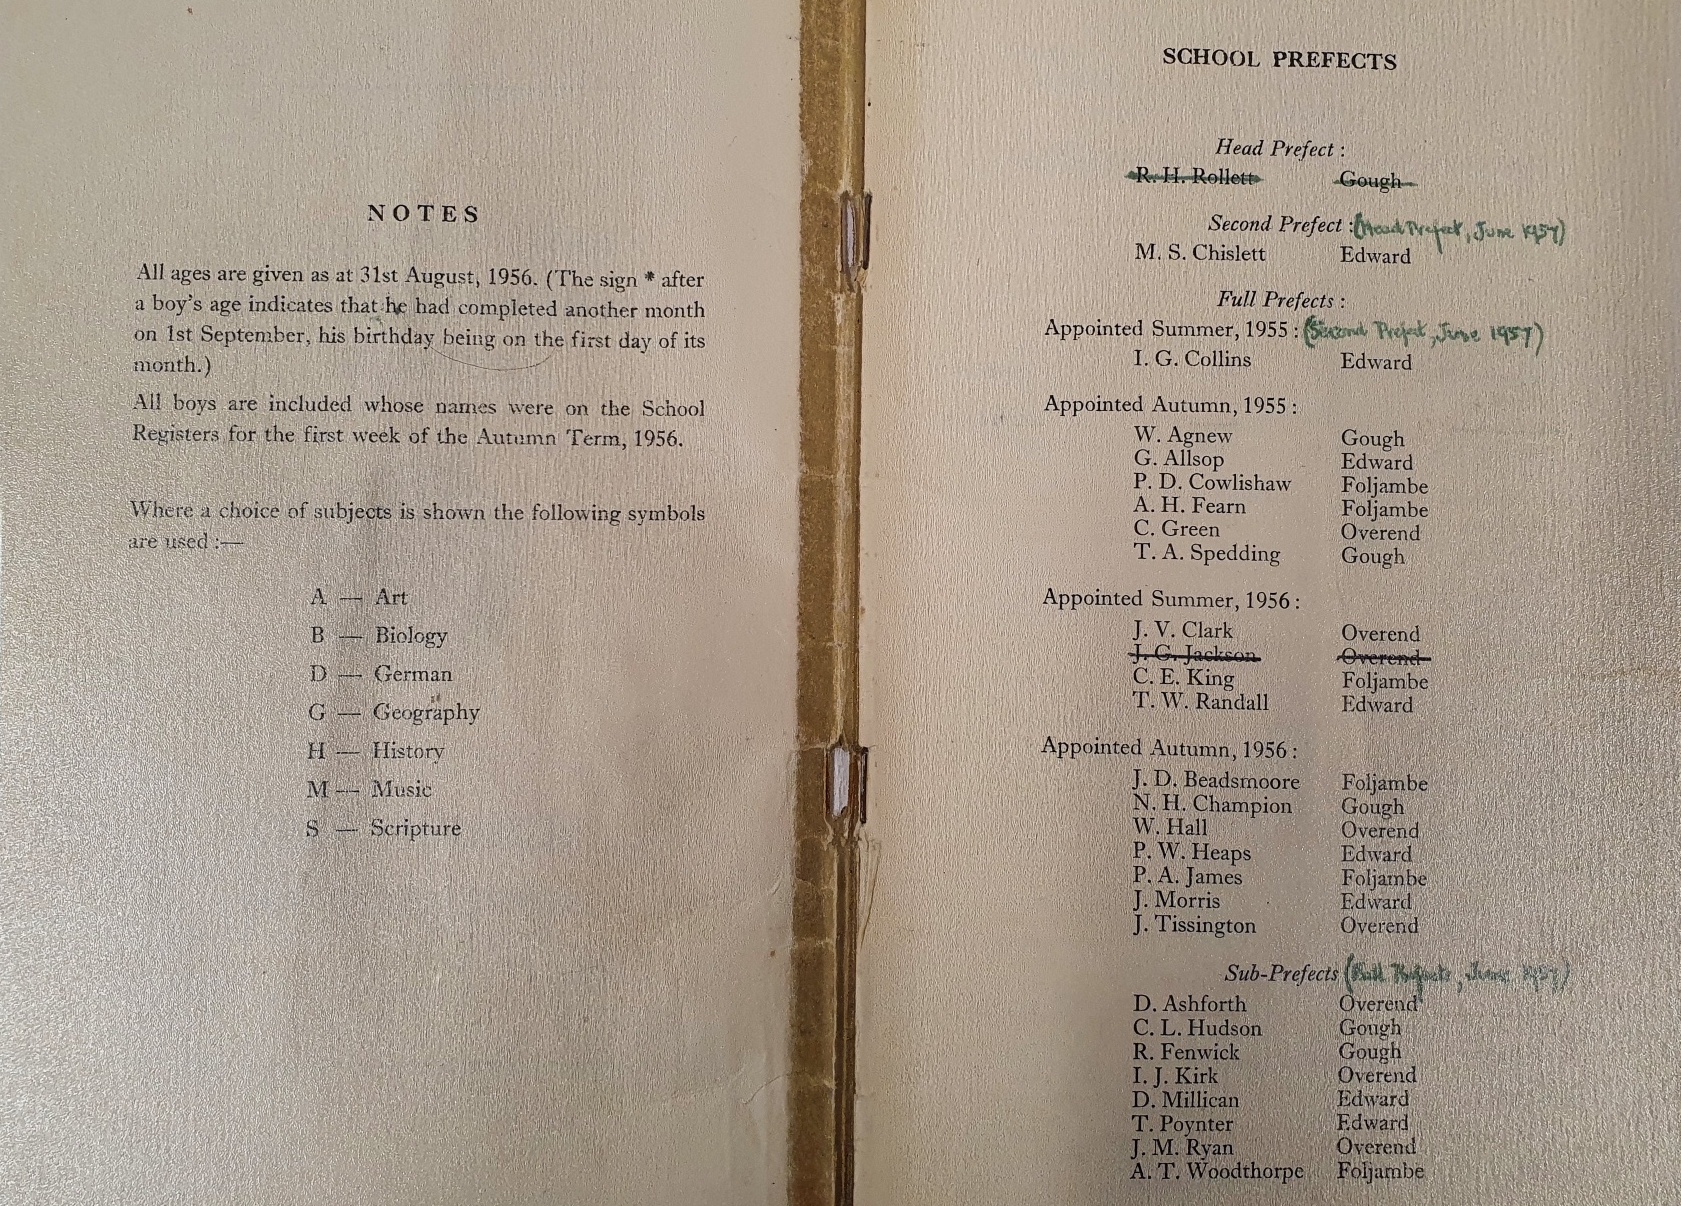 NOTES
All ages are given as at 31st August, 1956. (The sign * after
a boy's age indicates that he had completed another month
on 1st September, his birthday being on the first day of its
month.)
All boys are included whose names were on the School
Registers for the first week of the Autumn Term, 1956.
Where a choice of subjects is shown the following symbols
are used :—
A — Art
B — Biology
D — German
G — Geography
H — History
M — Music
S — Scripture
SCHOOL PREFECTS
Head Prefect :
R. H. Rollett Gough
Second Prefect : (Head Prefect, June 1957)
M. S. Chislett Edward
Full Prefects :
Appointed Summer, 1955 : (Second Prefect, June 1957)
I. G. Collins Edward
Appointed Autumn, 1955 :
W. Agnew Gough
G. Allsop Edward
P. D. Cowlishaw Foljambe
A. H. Fearn Foljambe
C. Green Overend
T. A. Spedding Gough
Appointed Summer, 1956 :
J. V. Clark Overend
J. G. Jackson Overend
C. E. King Foljambe
T. W. Randall Edward
Appointed Autumn, 1956 :
J. D. Beadsmoore Foljambe
N. H. Champion Gough
W. Hall Overend
P. W. Heaps Edward
P. A. James Foljambe
J. Morris Edward
J. Tissington Overend
Sub-Prefects (Full Prefects, June 1957)
D. Ashforth Overend
C. L. Hudson Gough
R. Fenwick Gough
I. J. Kirk Overend
D. Millican Edward
T. Poynter Edward
J. M. Ryan Overend
A. T. Woodthorpe Foljambe